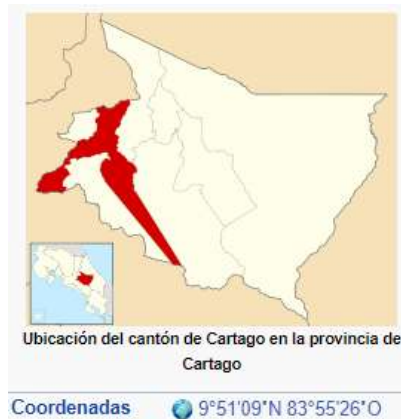 Ubicación del cantón de Cartago en la provincia de
Cartago
Coordenadas 9°51′09″N 83°55′26″O